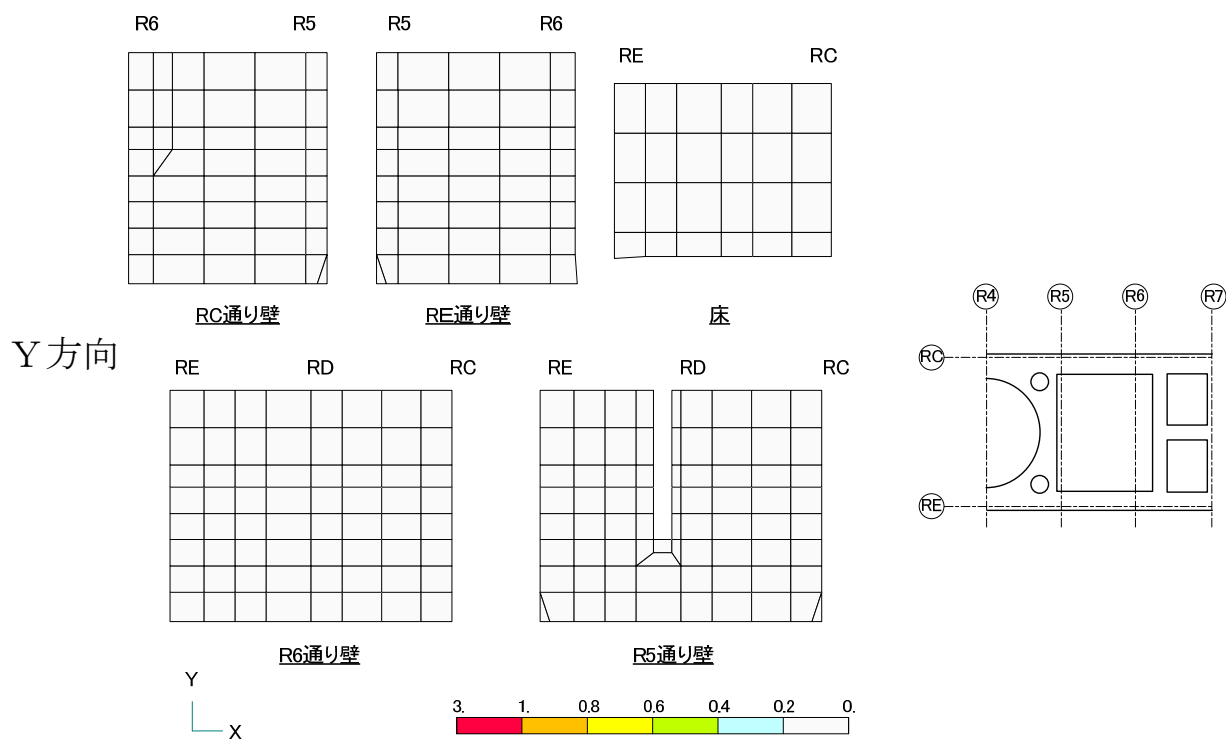 R6 R5 R5 R6
RE RC
RC通り壁 RE通り壁 床
R4 R5 R6 R7
RC
Y方向
RE RD RC RE RD RC
RE
R6通り壁 R5通り壁
Y
X
3. 1. 0.8 0.6 0.4 0.2 0.